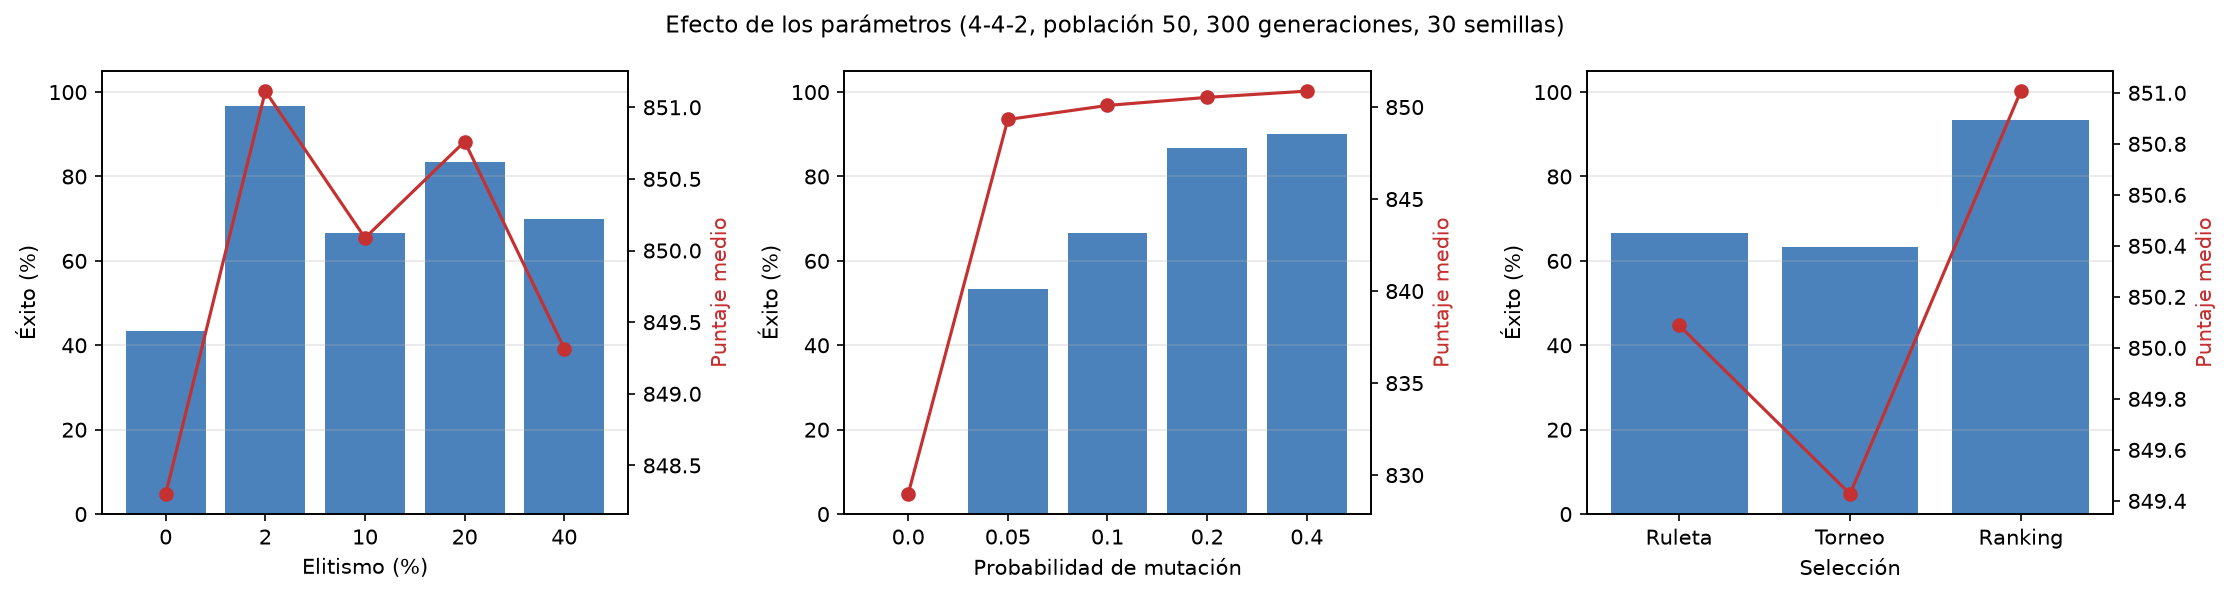 Efecto de los parámetros (4-4-2, población 50, 300 generaciones, 30 semillas)
Éxito (%)
100
80
60
40
20
0
0 2 10 20 40
Elitismo (%)
851.0
850.5
850.0
849.5
849.0
848.5
Puntaje medio
Éxito (%)
100
80
60
40
20
0
0.0 0.05 0.1 0.2 0.4
Probabilidad de mutación
850
845
840
835
830
Puntaje medio
Éxito (%)
100
80
60
40
20
0
Ruleta Torneo Ranking
Selección
851.0
850.8
850.6
850.4
850.2
850.0
849.8
849.6
849.4
Puntaje medio